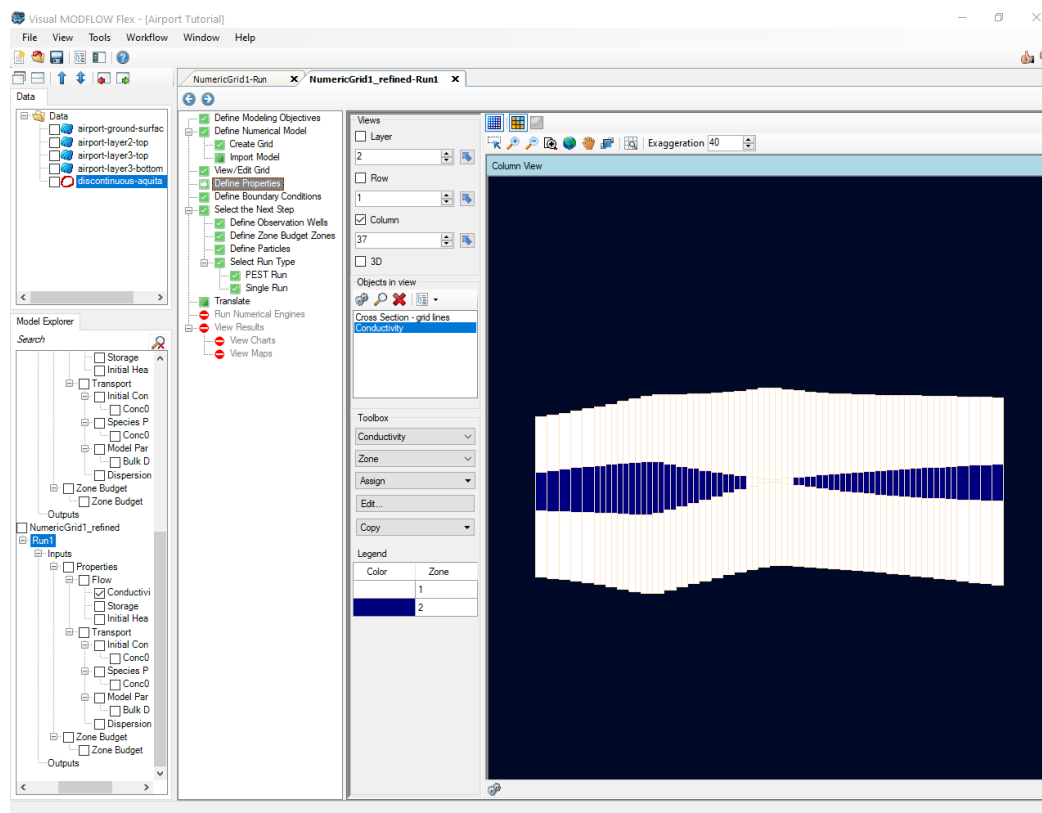 Visual MODFLOW Flex - [Airport Tutorial]
File View Tools Workflow Window Help
Data
Data
airport-ground-surfac
airport-layer2-top
airport-layer3-top
airport-layer3-bottom
discontinuous-aquita
Model Explorer
Search
Storage
Initial Hea
Transport
Initial Con
Conc0
Species P
Conc0
Model Par
Bulk D
Dispersion
Zone Budget
Zone Budget
Outputs
NumericGrid1_refined
Run1
Inputs
Properties
Flow
Conductivi
Storage
Initial Hea
Transport
Initial Con
Conc0
Species P
Conc0
Model Par
Bulk D
Dispersion
Zone Budget
Zone Budget
Outputs
NumericGrid1-Run X NumericGrid1_refined-Run1 X
Define Modeling Objectives
Define Numerical Model
Create Grid
Import Model
View/Edit Grid
Define Properties
Define Boundary Conditions
Select the Next Step
Define Observation Wells
Define Zone Budget Zones
Define Particles
Select Run Type
PEST Run
Single Run
Translate
Run Numerical Engines
View Results
View Charts
View Maps
Views
Layer
2
Row
1
Column
37
3D
Objects in view
Cross Section - grid lines
Conductivity
Toolbox
Conductivity
Zone
Assign
Edit...
Copy
Legend
Color Zone
1
2
Exaggeration 40
Column View